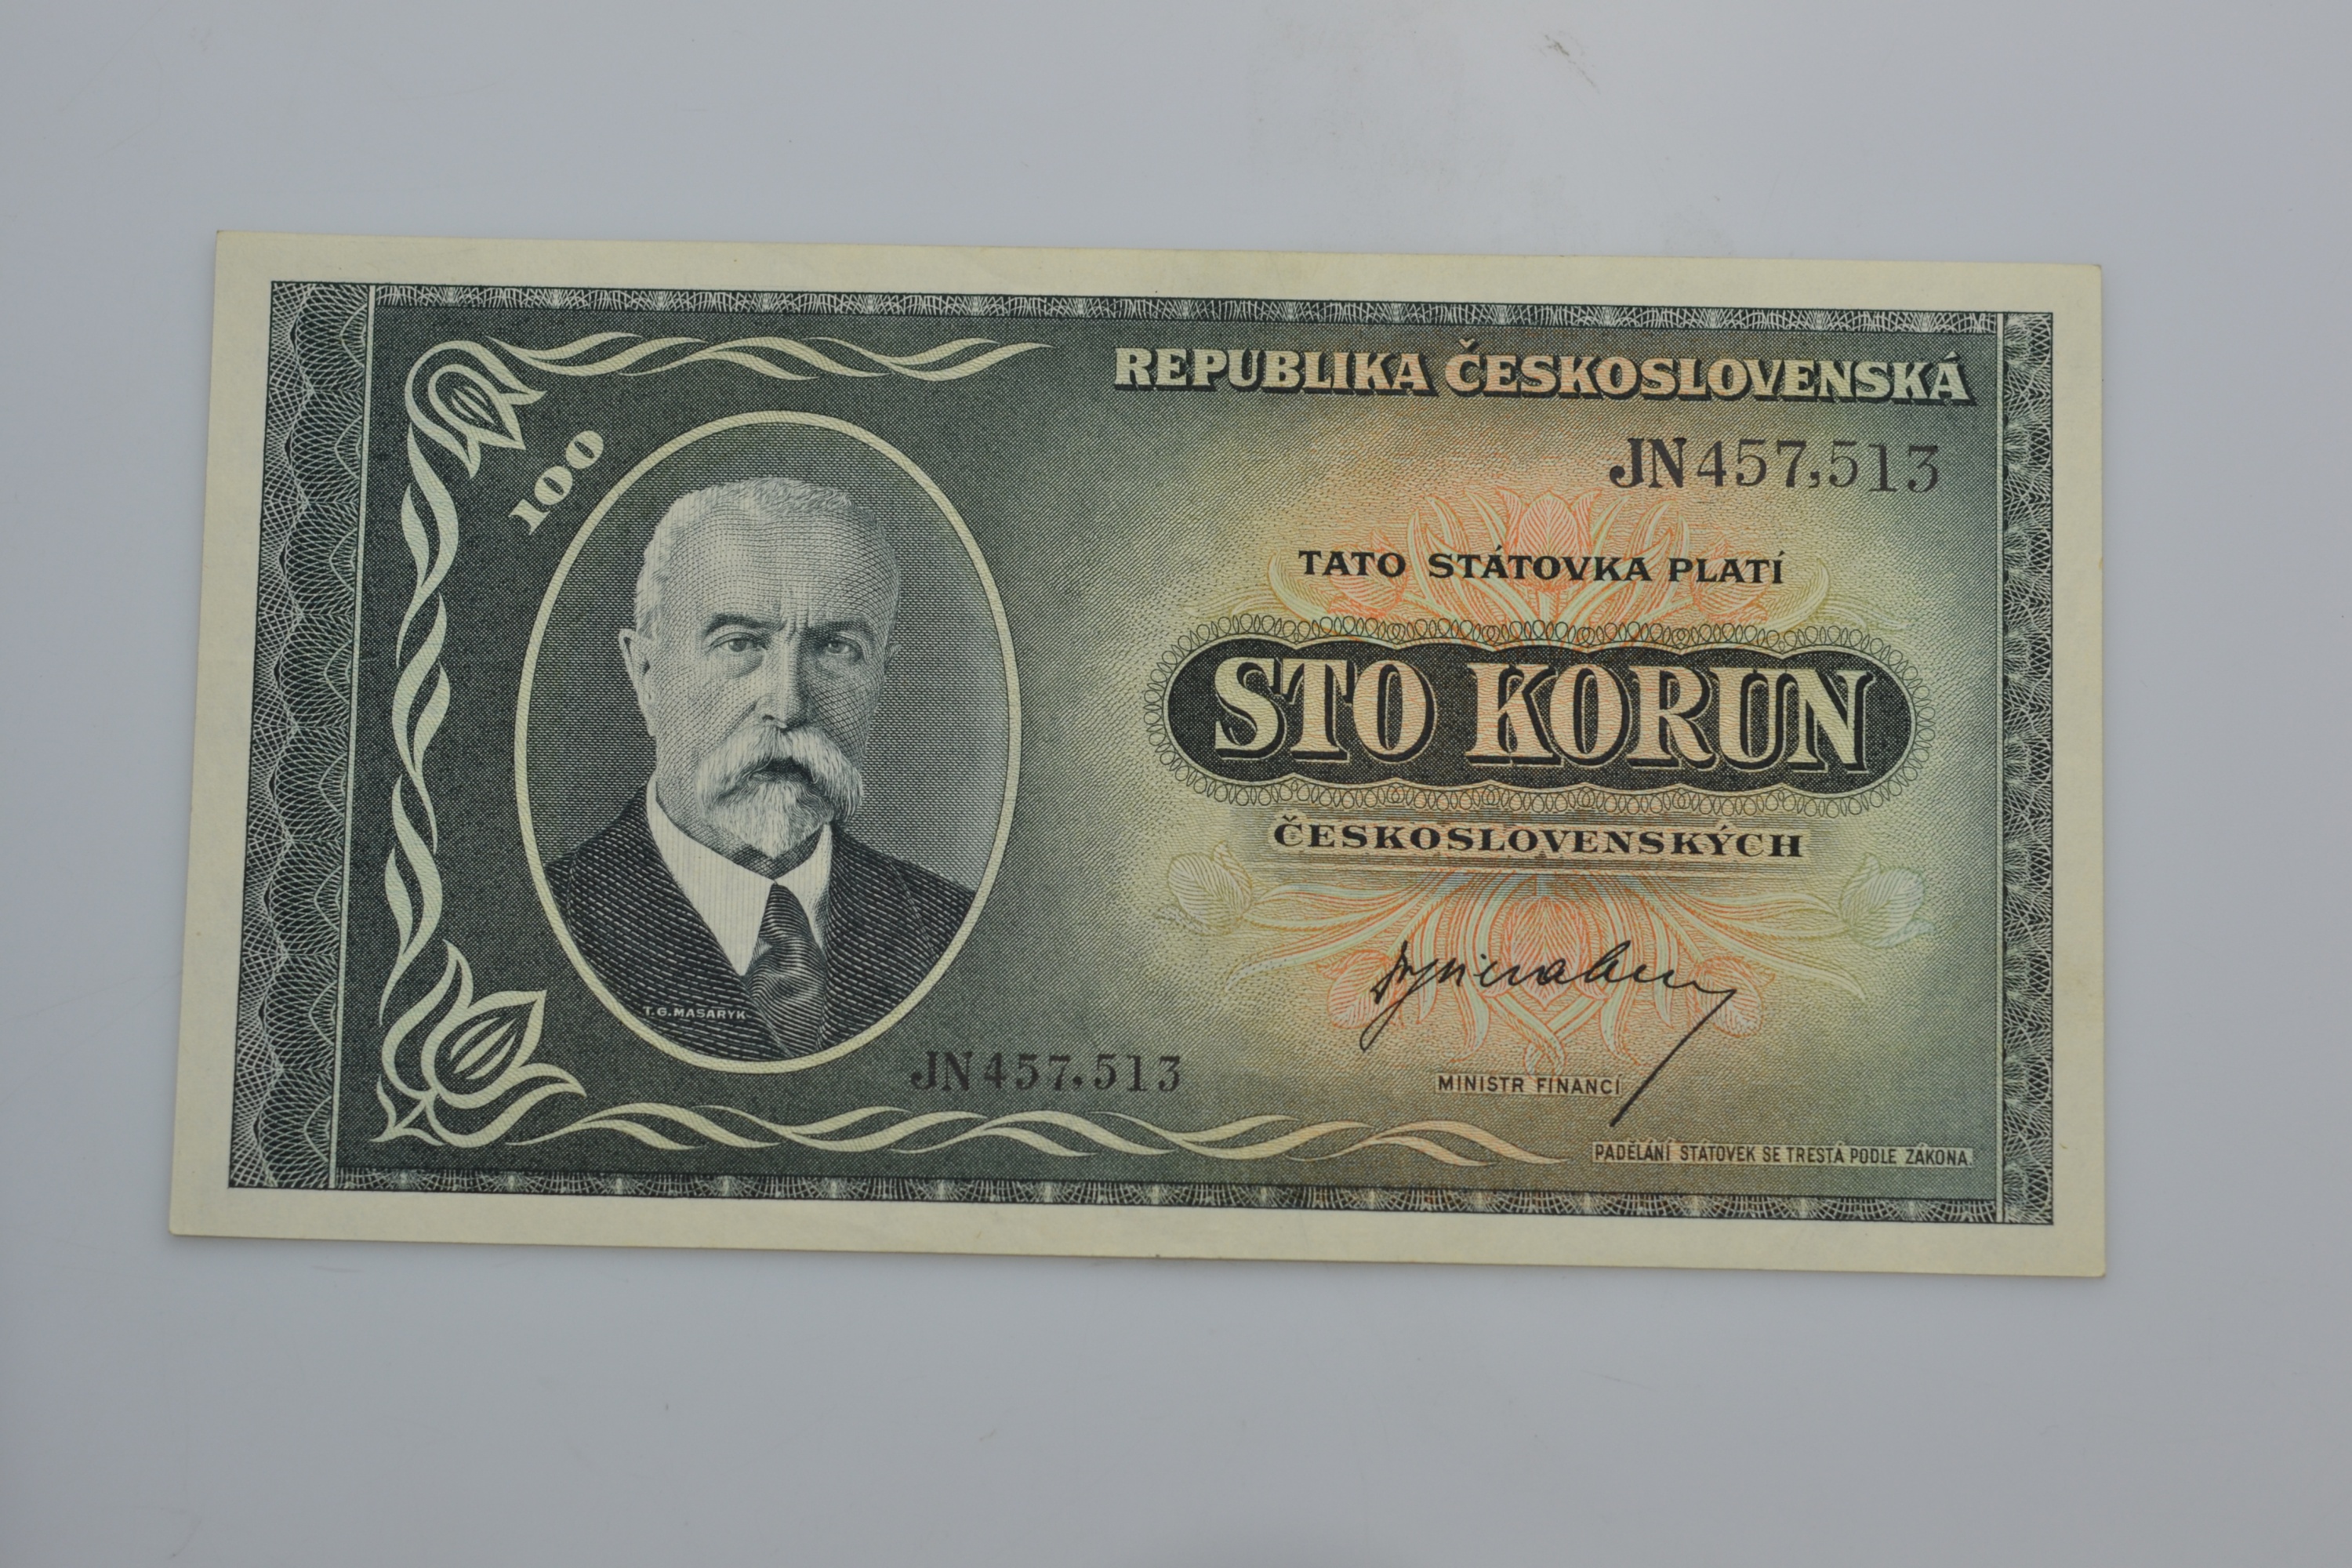 REPUBLIKA ČESKOSLOVENSKÁ
100
JN457,513
TATO STÁTOVKA PLATÍ
STO KORUN
ČESKOSLOVENSKÝCH
T.G.MASARYK
JN457,513
MINISTR FINANCÍ
PADĚLÁNÍ STÁTOVEK SE TRESTÁ PODLE ZÁKONA.